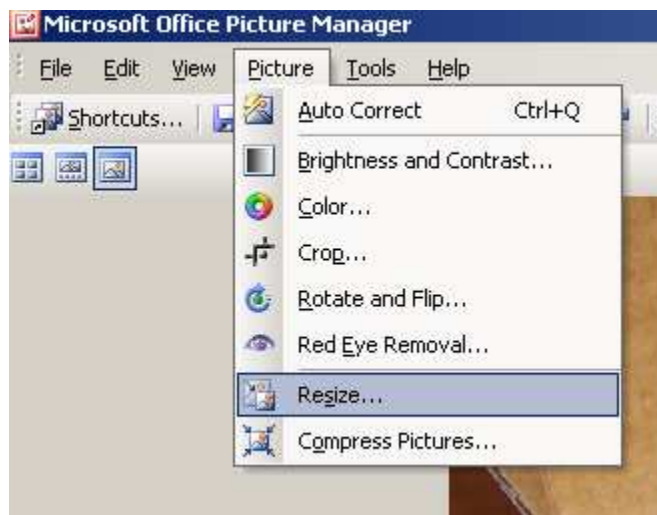 Microsoft Office Picture Manager
File Edit View Picture Tools Help
Shortcuts...
Auto Correct Ctrl+Q
Brightness and Contrast...
Color...
Crop...
Rotate and Flip...
Red Eye Removal...
Resize...
Compress Pictures...